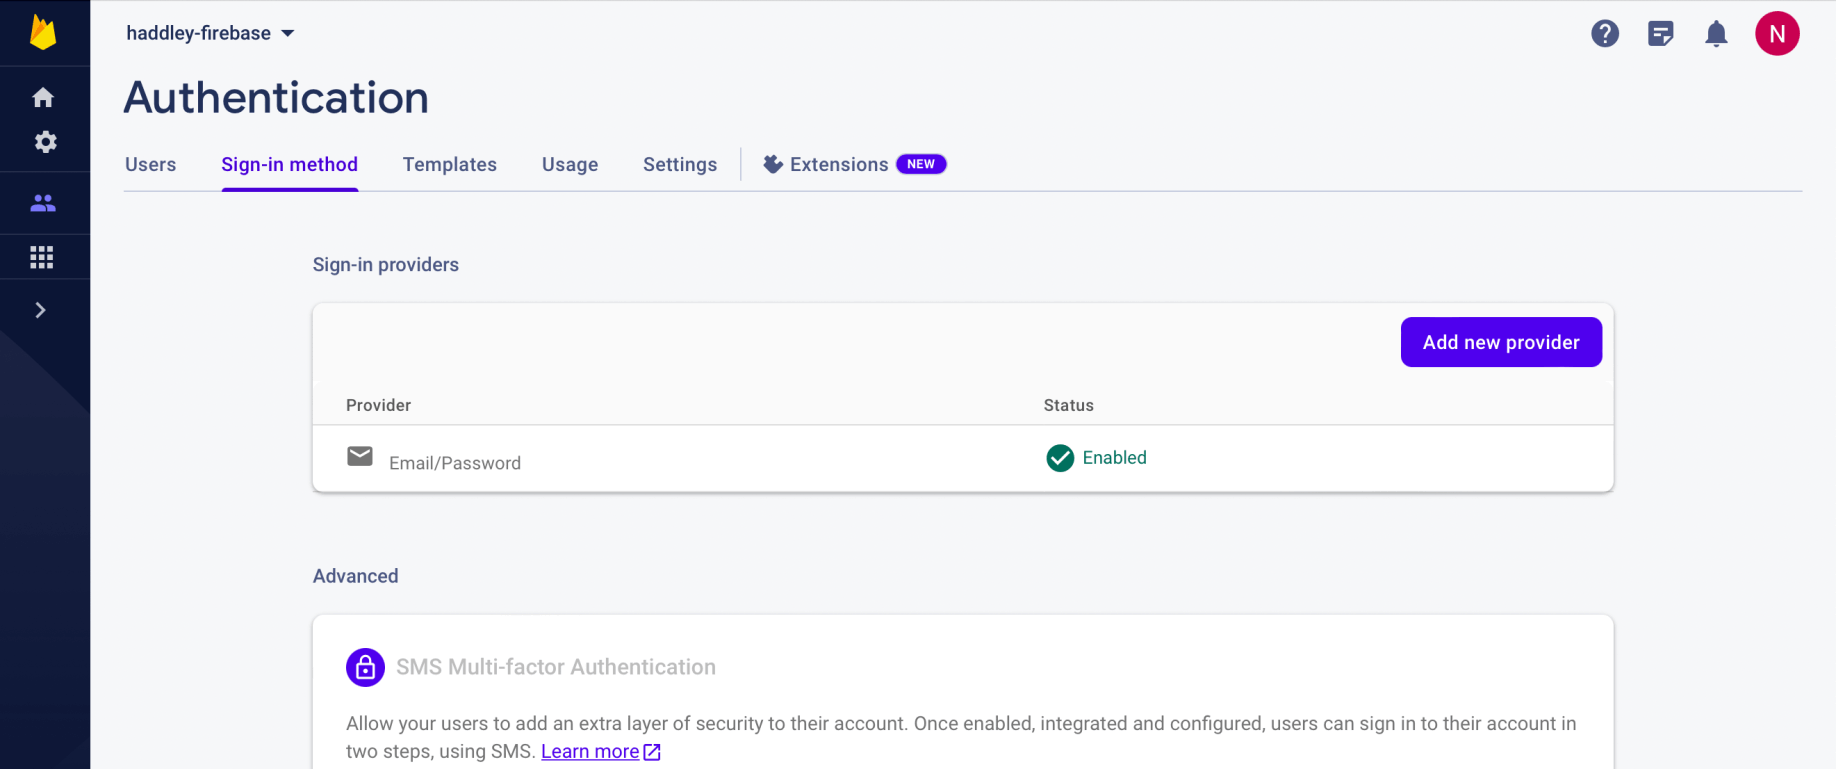 haddley-firebase
N
Authentication
Users Sign-in method Templates Usage Settings Extensions NEW
Sign-in providers
Add new provider
Provider Status
Email/Password Enabled
Advanced
SMS Multi-factor Authentication
Allow your users to add an extra layer of security to their account. Once enabled, integrated and configured, users can sign in to their account in
two steps, using SMS. Learn more